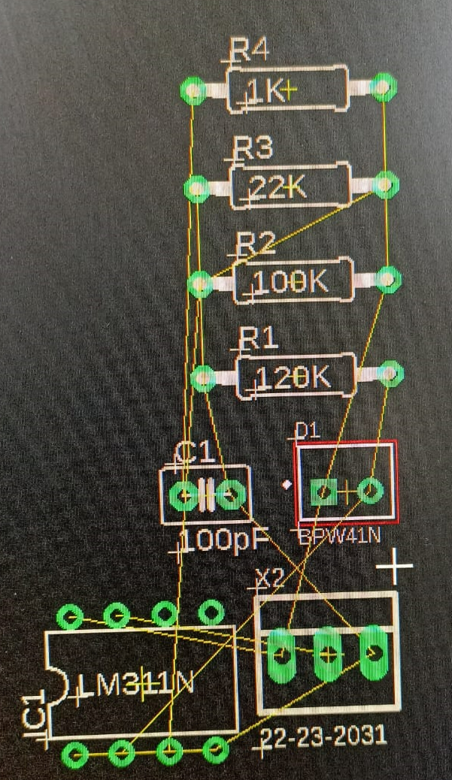 R4
1K
R3
22K
R2
100K
R1
120K
D1
C1
BPW41N
100pF
X2
LM311N
IC1
22-23-2031